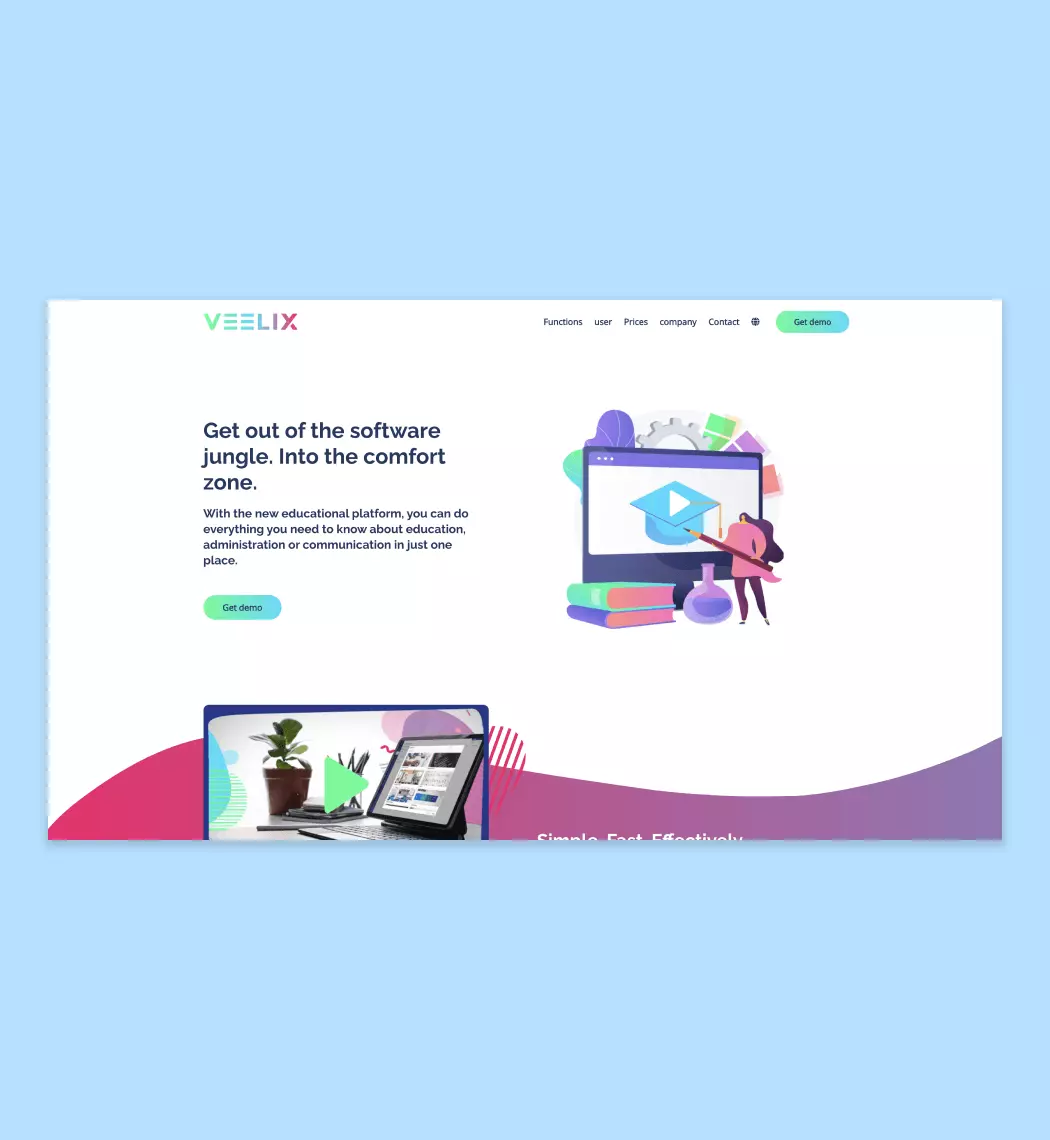 VEELIX
Functions user Prices company Contact Get demo
Get out of the software
jungle. Into the comfort
zone.
With the new educational platform, you can do
everything you need to know about education,
administration or communication in just one
place.
Get demo
Simple. Fast. Effectively